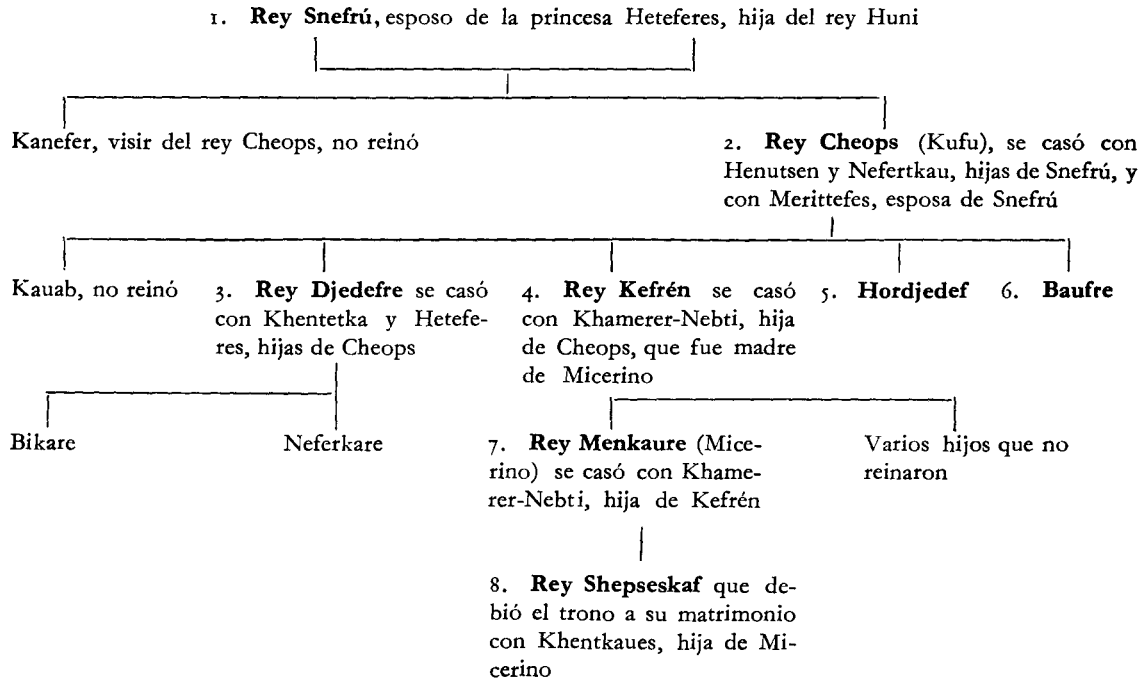 1. Rey Snefrú, esposo de la princesa Heteferes, hija del rey Huni
Kanefer, visir del rey Cheops, no reinó
2. Rey Cheops (Kufu), se casó con
Henutsen y Nefertkau, hijas de Snefrú, y
con Merittefes, esposa de Snefrú
Kauab, no reinó
3. Rey Djedefre se casó
con Khentetka y Hetefe-
res, hijas de Cheops
4. Rey Kefrén se casó
con Khamerer-Nebti, hija
de Cheops, que fue madre
de Micerino
5. Hordjedef
6. Baufre
Bikare
Neferkare
7. Rey Menkaure (Mice-
rino) se casó con Khame-
rer-Nebti, hija de Kefrén
Varios hijos que no
reinaron
8. Rey Shepseskaf que de-
bió el trono a su matrimonio
con Khentkaues, hija de Mi-
cerino